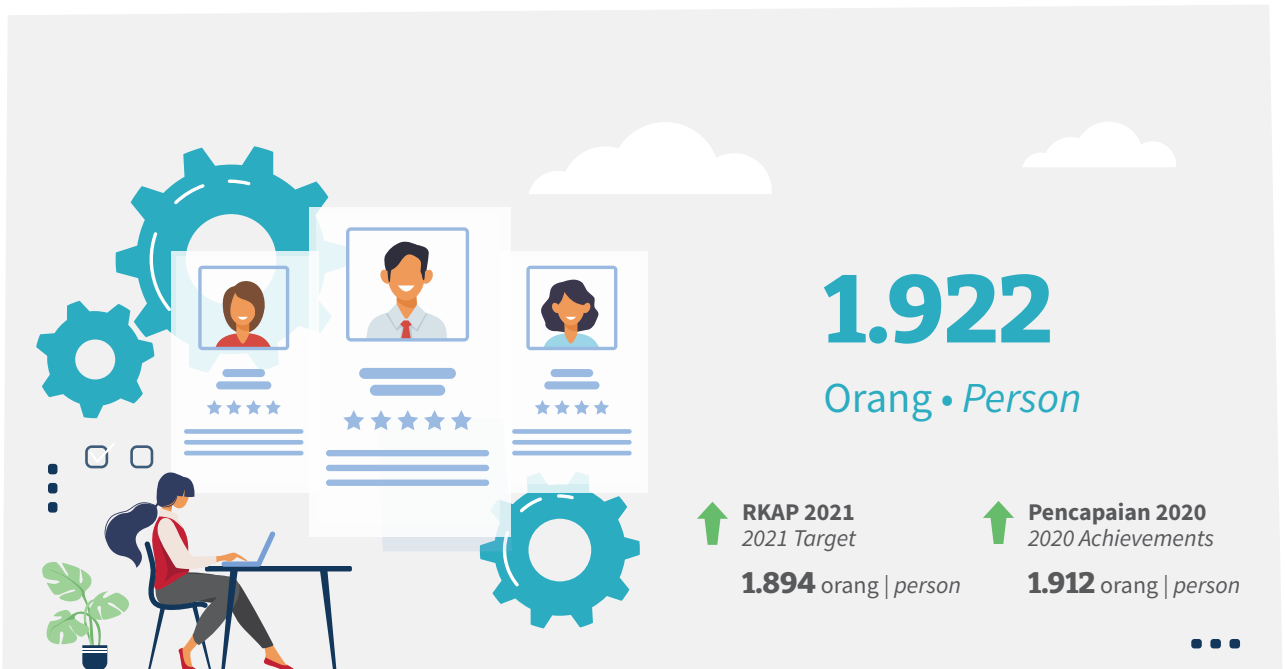 1.922
Orang • Person
RKAP 2021
2021 Target
1.894 orang | person
Pencapaian 2020
2020 Achievements
1.912 orang | person